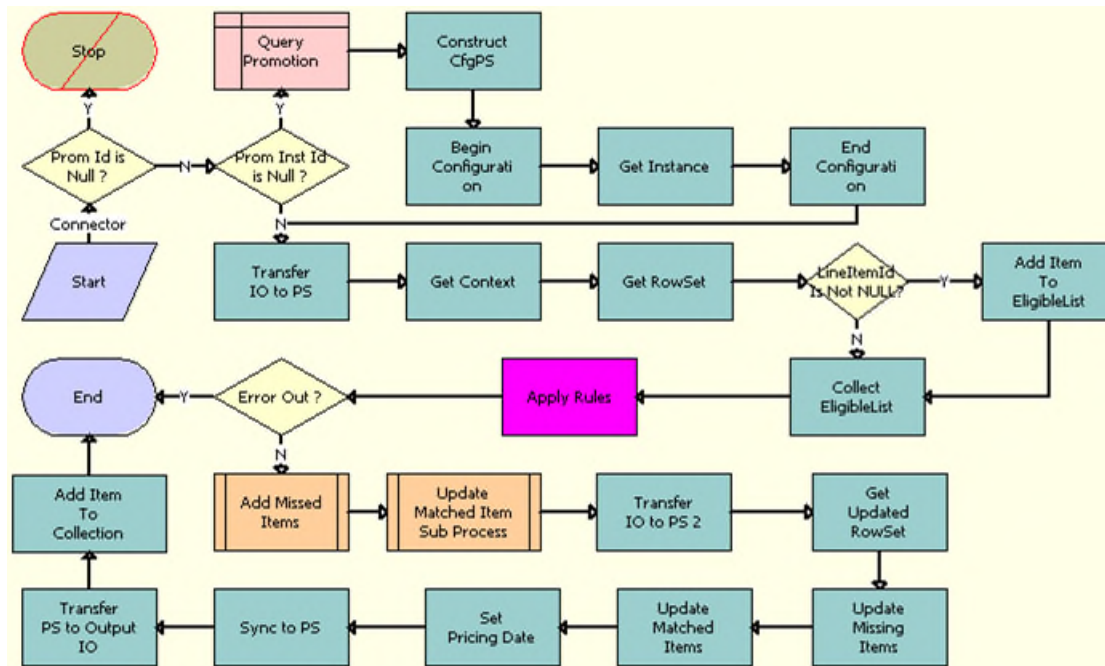 Stop
Query
Promotion
Construct
CfgPS
Y
Y
Prom Id is
Null ?
N
Prom Inst Id
is Null ?
Begin
Configurati
on
Get Instance
End
Configurati
on
Connector
N
Start
Transfer
IO to PS
Get Context
Get RowSet
LineItemId
Is Not NULL?
Y
Add Item
To
EligibleList
N
End
Y
Error Out ?
Apply Rules
Collect
EligibleList
N
Add Item
To
Collection
Add Missed
Items
Update
Matched Item
Sub Process
Transfer
IO to PS 2
Get
Updated
RowSet
Transfer
PS to Output
IO
Sync to PS
Set
Pricing Date
Update
Matched
Items
Update
Missing
Items